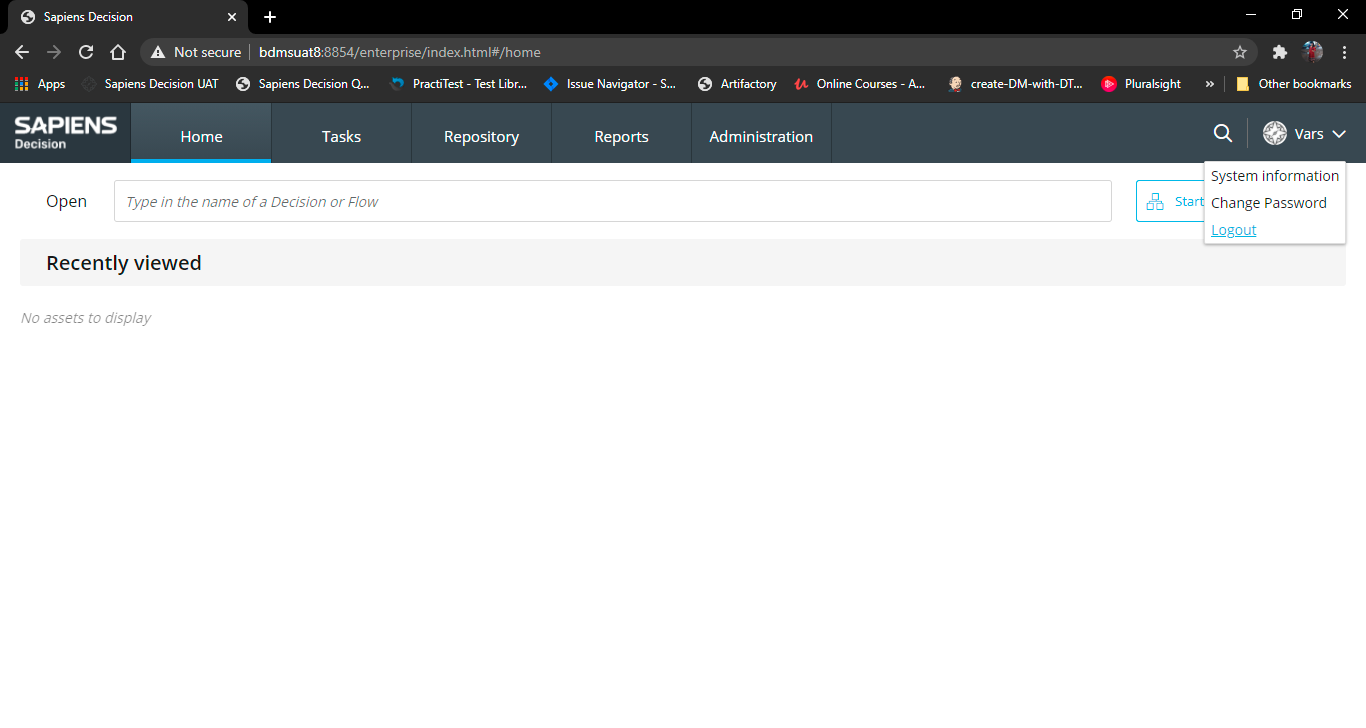 Sapiens Decision
Not secure bdmsuat8:8854/enterprise/index.html#/home
Apps Sapiens Decision UAT Sapiens Decision Q... PractiTest - Test Libr... Issue Navigator - S... Artifactory Online Courses - A... create-DM-with-DT... Pluralsight » Other bookmarks
SAPIENS
Decision
Home Tasks Repository Reports Administration Vars
System information
Change Password
Logout
Open Type in the name of a Decision or Flow Start
Recently viewed
No assets to display